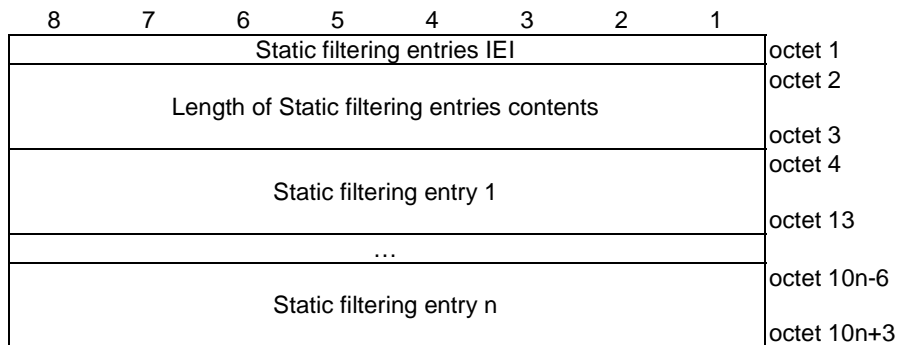 8 7 6 5 4 3 2 1
Static filtering entries IEI octet 1
octet 2
Length of Static filtering entries contents
octet 3
octet 4
Static filtering entry 1
octet 13
…
octet 10n-6
Static filtering entry n
octet 10n+3